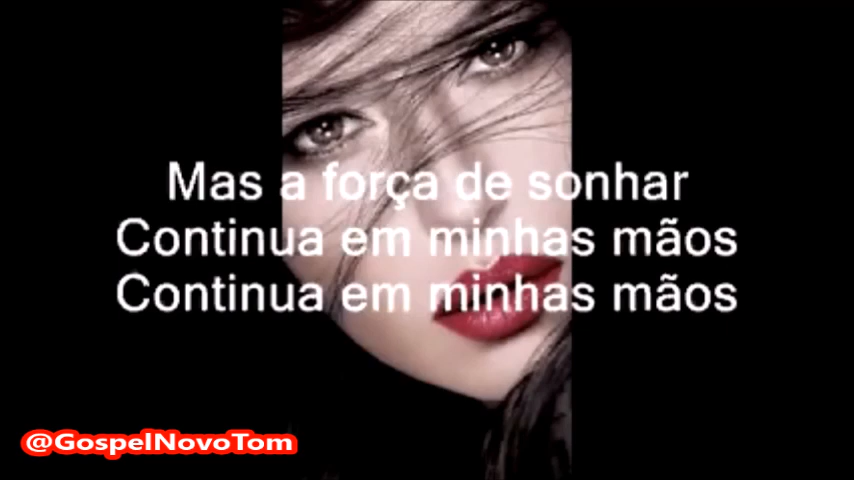 Mas a força de sonhar
Continua em minhas mãos
Continua em minhas mãos
@GospelNovoTom